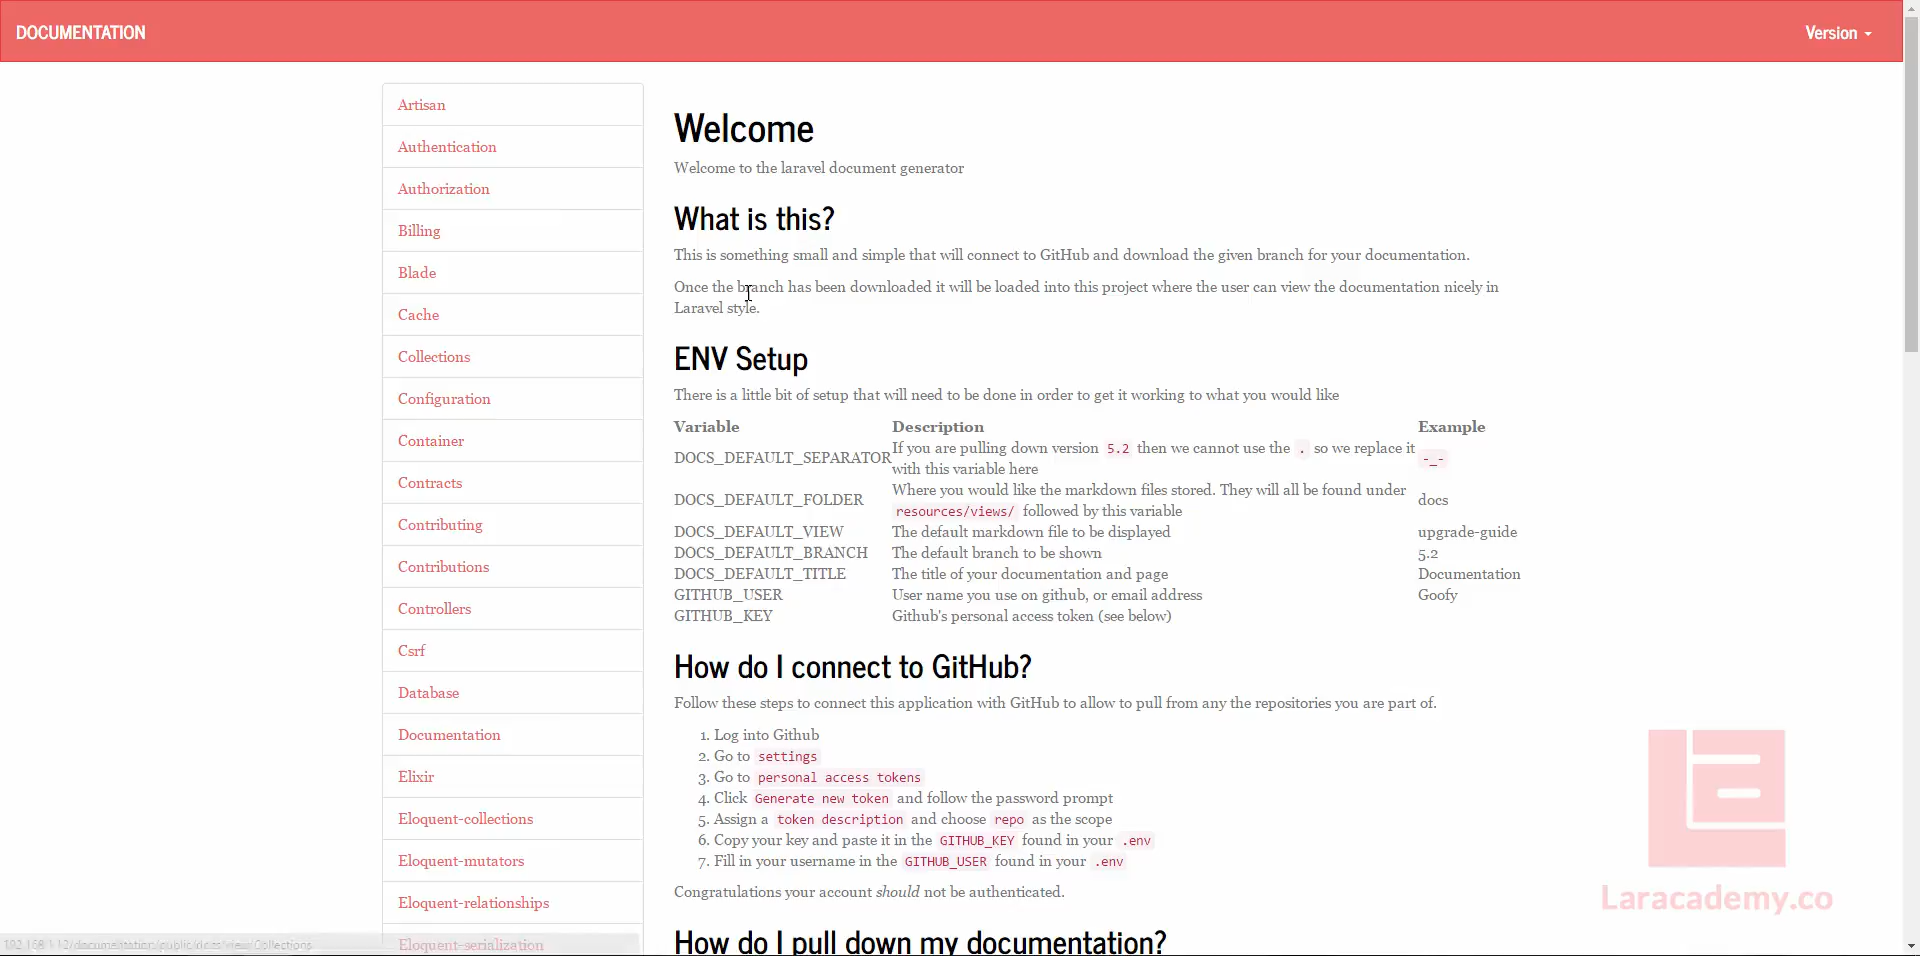 DOCUMENTATION
Version
Artisan
Authentication
Authorization
Billing
Blade
Cache
Collections
Configuration
Container
Contracts
Contributing
Contributions
Controllers
Csrf
Database
Documentation
Elixir
Eloquent-collections
Eloquent-mutators
Eloquent-relationships
Eloquent-serialization
Welcome
Welcome to the laravel document generator
What is this?
This is something small and simple that will connect to GitHub and download the given branch for your documentation.
Once the branch has been downloaded it will be loaded into this project where the user can view the documentation nicely in
Laravel style.
ENV Setup
There is a little bit of setup that will need to be done in order to get it working to what you would like
Variable Description Example
DOCS_DEFAULT_SEPARATOR If you are pulling down version 5.2 then we cannot use the . so we replace it
with this variable here -_-
DOCS_DEFAULT_FOLDER Where you would like the markdown files stored. They will all be found under
resources/views/ followed by this variable docs
DOCS_DEFAULT_VIEW The default markdown file to be displayed upgrade-guide
DOCS_DEFAULT_BRANCH The default branch to be shown 5.2
DOCS_DEFAULT_TITLE The title of your documentation and page Documentation
GITHUB_USER User name you use on github, or email address Goofy
GITHUB_KEY Github's personal access token (see below)
How do I connect to GitHub?
Follow these steps to connect this application with GitHub to allow to pull from any the repositories you are part of.
1. Log into Github
2. Go to settings
3. Go to personal access tokens
4. Click Generate new token and follow the password prompt
5. Assign a token description and choose repo as the scope
6. Copy your key and paste it in the GITHUB_KEY found in your .env
7. Fill in your username in the GITHUB_USER found in your .env
Congratulations your account should not be authenticated.
How do I pull down my documentation?
Laracademy.co